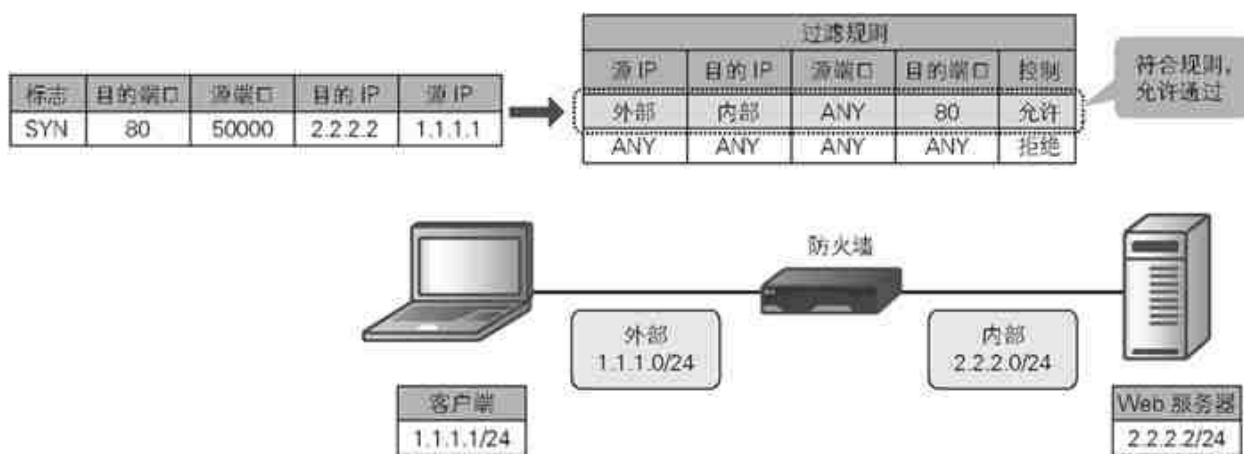 过滤规则
源 IP 目的 IP 源端口 目的端口 控制
外部 内部 ANY 80 允许
ANY ANY ANY ANY 拒绝
符合规则,
允许通过
标志 目的端口 源端口 目的 IP 源 IP
SYN 80 50000 2.2.2.2 1.1.1.1
防火墙
外部
1.1.1.0/24
内部
2.2.2.0/24
客户端
1.1.1.1/24
Web 服务器
2.2.2.2/24